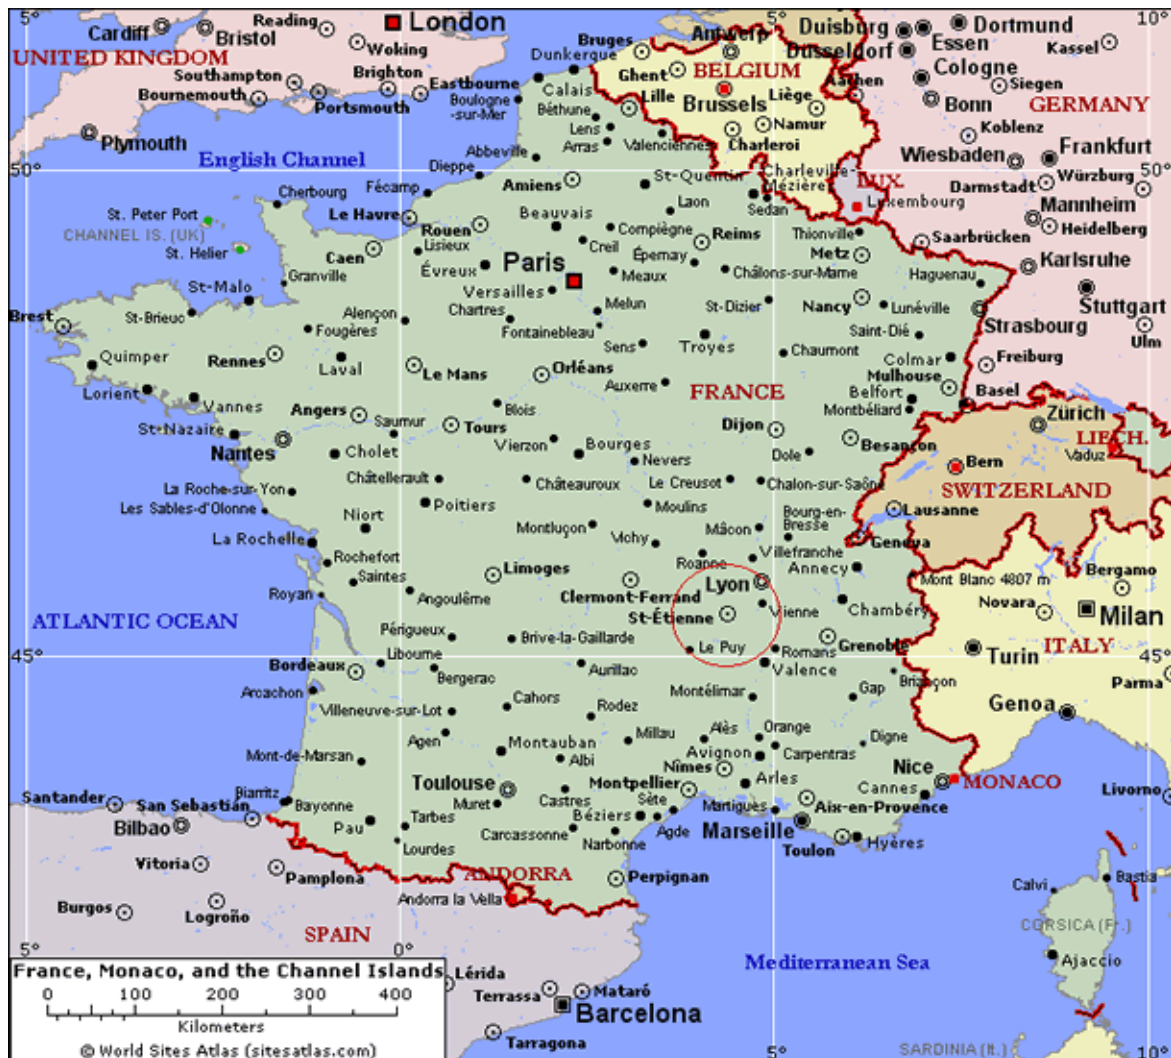 Cardiff
Bristol
Reading
London
Woking
Bruges
Antwerp
Duisburg
Dortmund
10°
UNITED KINGDOM
Dunkerque
Düsseldorf
Essen
Kassel
Southampton
Brighton
Ghent
BELGIUM
Cologne
Bournemouth
Portsmouth
Eastbourne
Calais
Aachen
Siegen
Boulogne
-sur-Mer
Béthune
Lille
Brussels
Liège
Bonn
GERMANY
Plymouth
Lens
Namur
Koblenz
English Channel
Arras
Valenciennes
Charleroi
Wiesbaden
Frankfurt
Abbeville
50°
Dieppe
St-Quentin
Charleville-
Mézière
LUX.
50°
Cherbourg
Fécamp
Amiens
Darmstadt
Würzburg
St. Peter Port
Le Havre
Beauvais
Laon
Sedan
Luxembourg
Mannheim
CHANNEL IS. (UK)
Rouen
Compiègne
Thionville
Heidelberg
St. Helier
Caen
Lisieux
Creil
Reims
Metz
Saarbrücken
Évreux
Paris
Épernay
Karlsruhe
Granville
Meaux
Châlons-sur-Marne
Haguenau
St-Malo
Versailles
Melun
St-Dizier
Nancy
Lunéville
Stuttgart
Brest
St-Brieuc
Alençon
Chartres
Fontainebleau
Strasbourg
Fougères
Sens
Troyes
Saint-Dié
Ulm
Quimper
Rennes
Laval
Le Mans
Orléans
Chaumont
Colmar
Freiburg
Lorient
Auxerre
FRANCE
Mulhouse
Vannes
Blois
Belfort
Basel
Angers
Saumur
Montbéliard
Zürich
St-Nazaire
Tours
Vierzon
Dijon
Besançon
LIECH.
Nantes
Cholet
Bourges
Dole
Bern
Vaduz
Nevers
Châtellerault
Châteauroux
Le Creusot
Chalon-sur-Saône
SWITZERLAND
La Roche-sur-Yon
Poitiers
Moulins
Bourg-en-
Bresse
Lausanne
Les Sables-d'Olonne
Niort
Montluçon
Mâcon
La Rochelle
Vichy
Villefranche
Geneva
Rochefort
Roanne
Annecy
Bergamo
Saintes
Limoges
Lyon
Mont Blanc 4807 m
Royan
Angoulême
Clermont-Ferrand
Vienne
Chambéry
Novara
Milan
ATLANTIC OCEAN
St-Étienne
Périgueux
Brive-la-Gaillarde
Le Puy
Romans
Grenoble
Turin
ITALY
45°
Libourne
45°
Bordeaux
Bergerac
Aurillac
Valence
Briançon
Parma
Arcachon
Cahors
Montélimar
Gap
Genoa
Villeneuve-sur-Lot
Rodez
Agen
Millau
Alès
Orange
Digne
Mont-de-Marsan
Montauban
Albi
Avignon
Carpentras
Nîmes
Nice
Santander
San Sebastián
Biarritz
Toulouse
Montpellier
Arles
Cannes
MONACO
Bayonne
Muret
Castres
Sète
Martigues
Aix-en-Provence
Livorno
Bilbao
Pau
Tarbes
Béziers
Agde
Marseille
Carcassonne
Narbonne
Toulon
Hyères
Vitoria
Lourdes
Pamplona
ANDORRA
Perpignan
Calvi
Bastia
Burgos
Logroño
Andorra la Vella
CORSICA (Fr.)
SPAIN
5°
0°
Ajaccio
Mediterranean Sea
France, Monaco, and the Channel Islands
Lérida
Terrassa
Mataró
0 100 200 300 400
Barcelona
Kilometers
Tarragona
© World Sites Atlas (sitesatlas.com)
5°
SARDINIA (It.)
10°